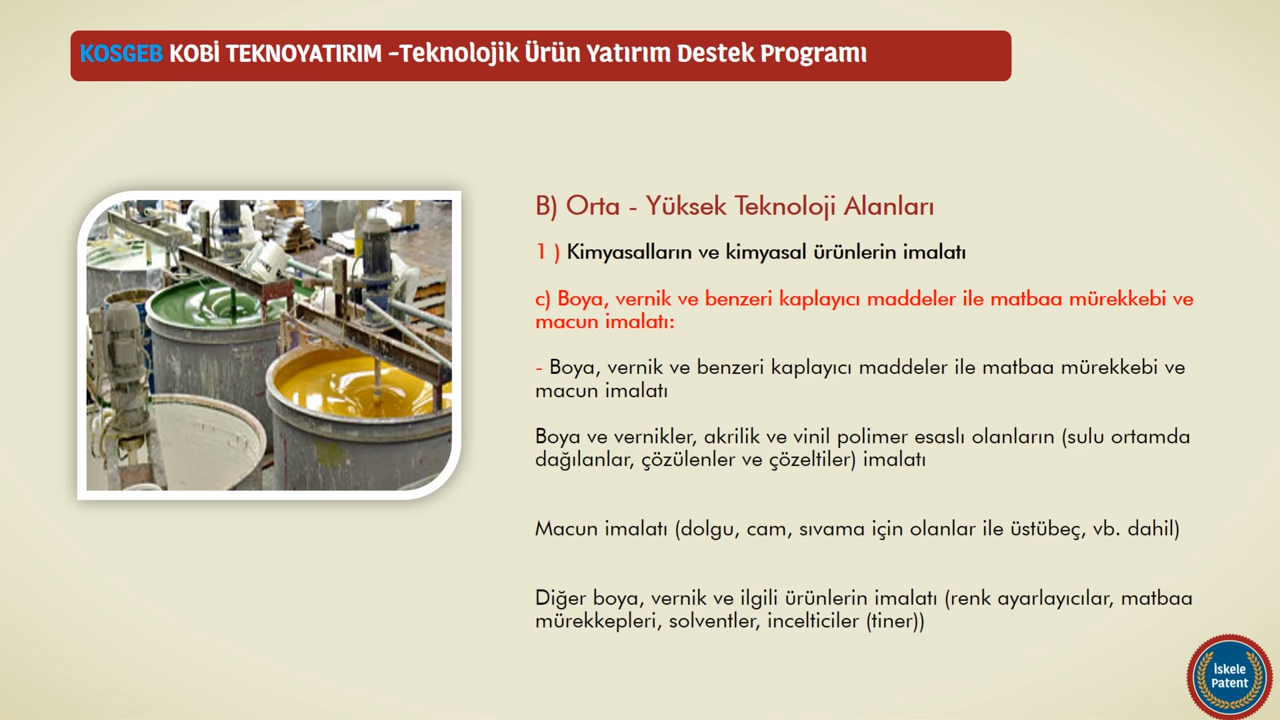 KOSGEB KOBİ TEKNOYATIRIM -Teknolojik Ürün Yatırım Destek Programı
B) Orta - Yüksek Teknoloji Alanları
1 ) Kimyasalların ve kimyasal ürünlerin imalatı
c) Boya, vernik ve benzeri kaplayıcı maddeler ile matbaa mürekkebi ve
macun imalatı:
- Boya, vernik ve benzeri kaplayıcı maddeler ile matbaa mürekkebi ve
macun imalatı
Boya ve vernikler, akrilik ve vinil polimer esaslı olanların (sulu ortamda
dağılanlar, çözülenler ve çözeltiler) imalatı
Macun imalatı (dolgu, cam, sıvama için olanlar ile üstübeç, vb. dahil)
Diğer boya, vernik ve ilgili ürünlerin imalatı (renk ayarlayıcılar, matbaa
mürekkepleri, solventler, incelticiler (tiner))
İskele
Patent